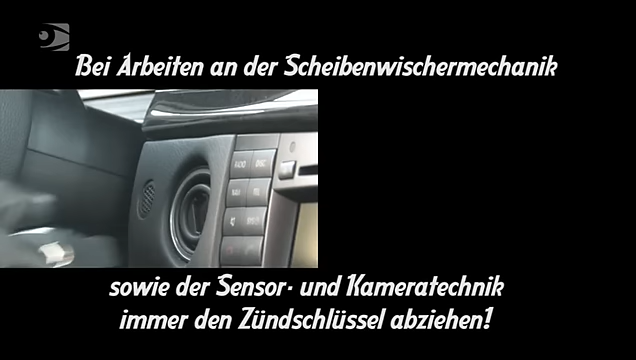 Bei Arbeiten an der Scheibenwischermechanik
sowie der Sensor- und Kameratechnik
immer den Zündschlüssel abziehen!